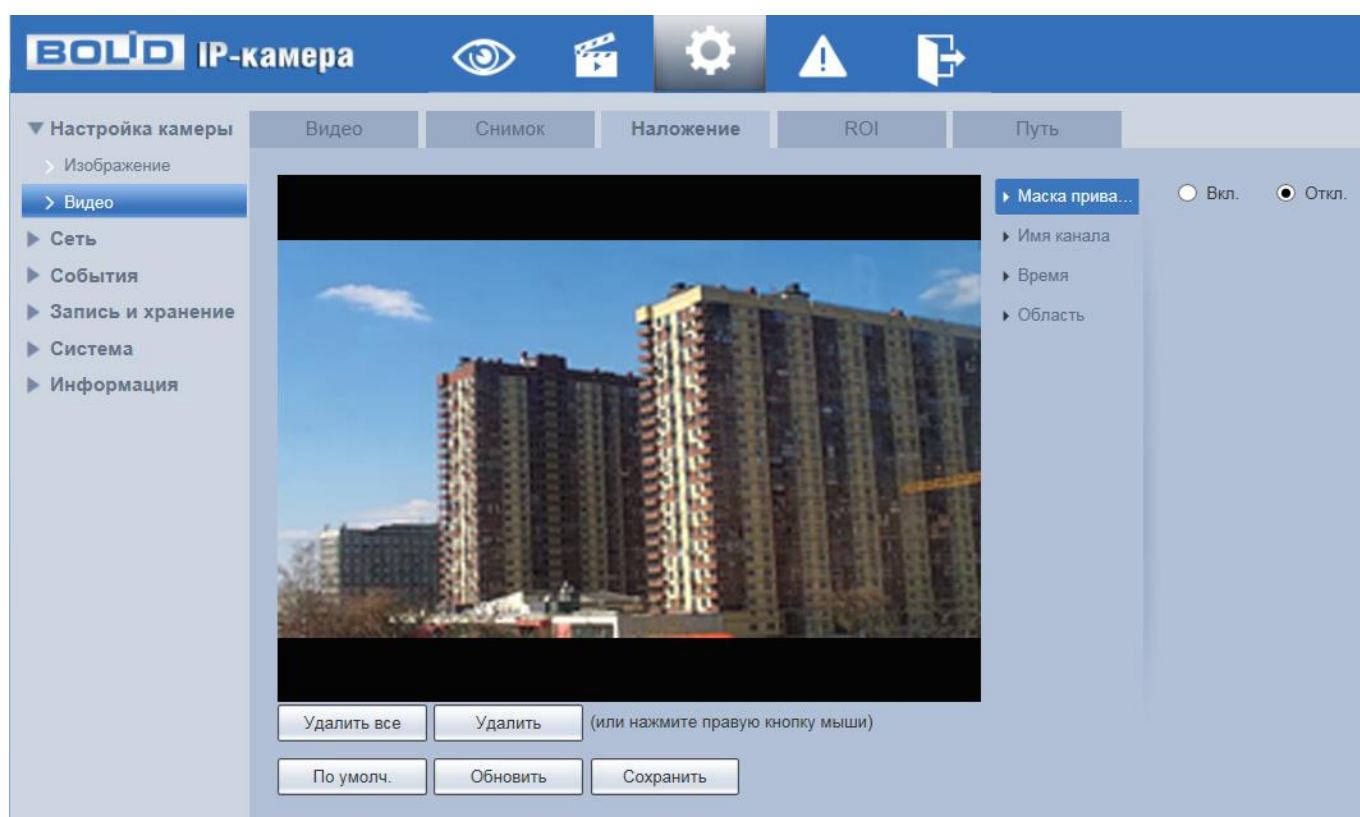 BOLID IP-камера
Настройка камеры
Изображение
Видео
Сеть
События
Запись и хранение
Система
Информация
Видео Снимок Наложение ROI Путь
Маска прива... Вкл. Откл.
Имя канала
Время
Область
Удалить все Удалить (или нажмите правую кнопку мыши)
По умолч. Обновить Сохранить